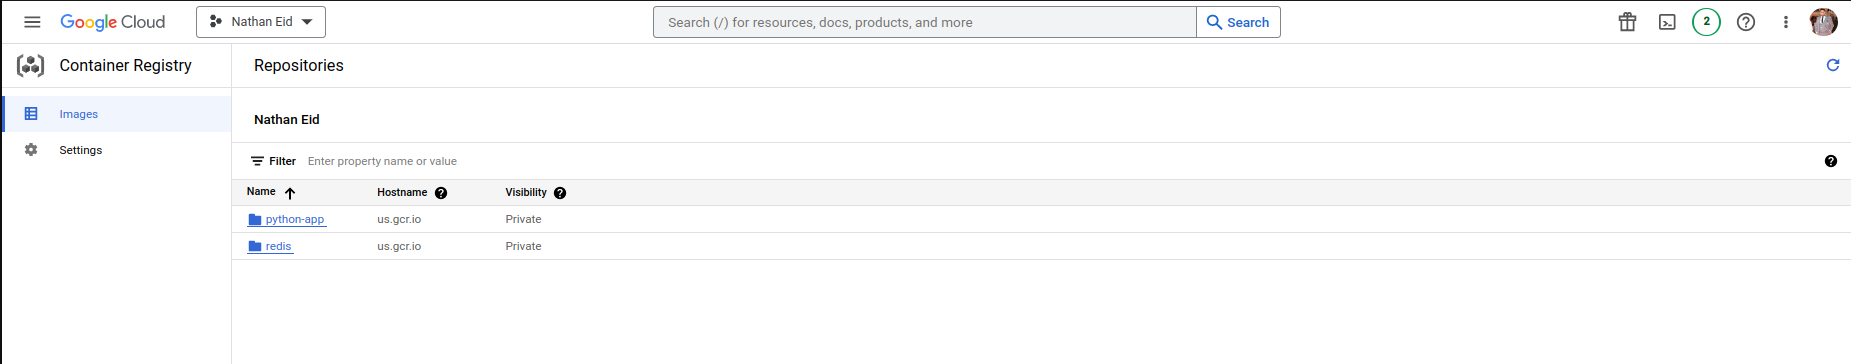 Google Cloud
Nathan Eid
Search (/) for resources, docs, products, and more
Search
2
Container Registry
Repositories
Images
Settings
Nathan Eid
Filter Enter property name or value
Name Hostname Visibility
python-app us.gcr.io Private
redis us.gcr.io Private